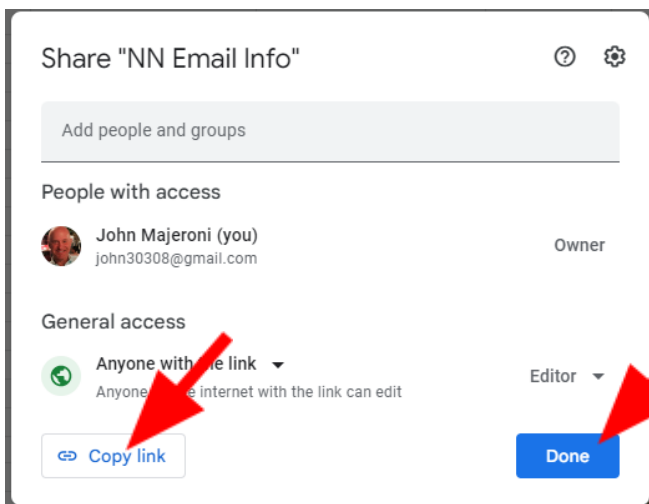 Share "NN Email Info"
Add people and groups
People with access
John Majeroni (you)
john30308@gmail.com
Owner
General access
Anyone with link
Editor
Anyone internet with the link can edit
Copy link
Done